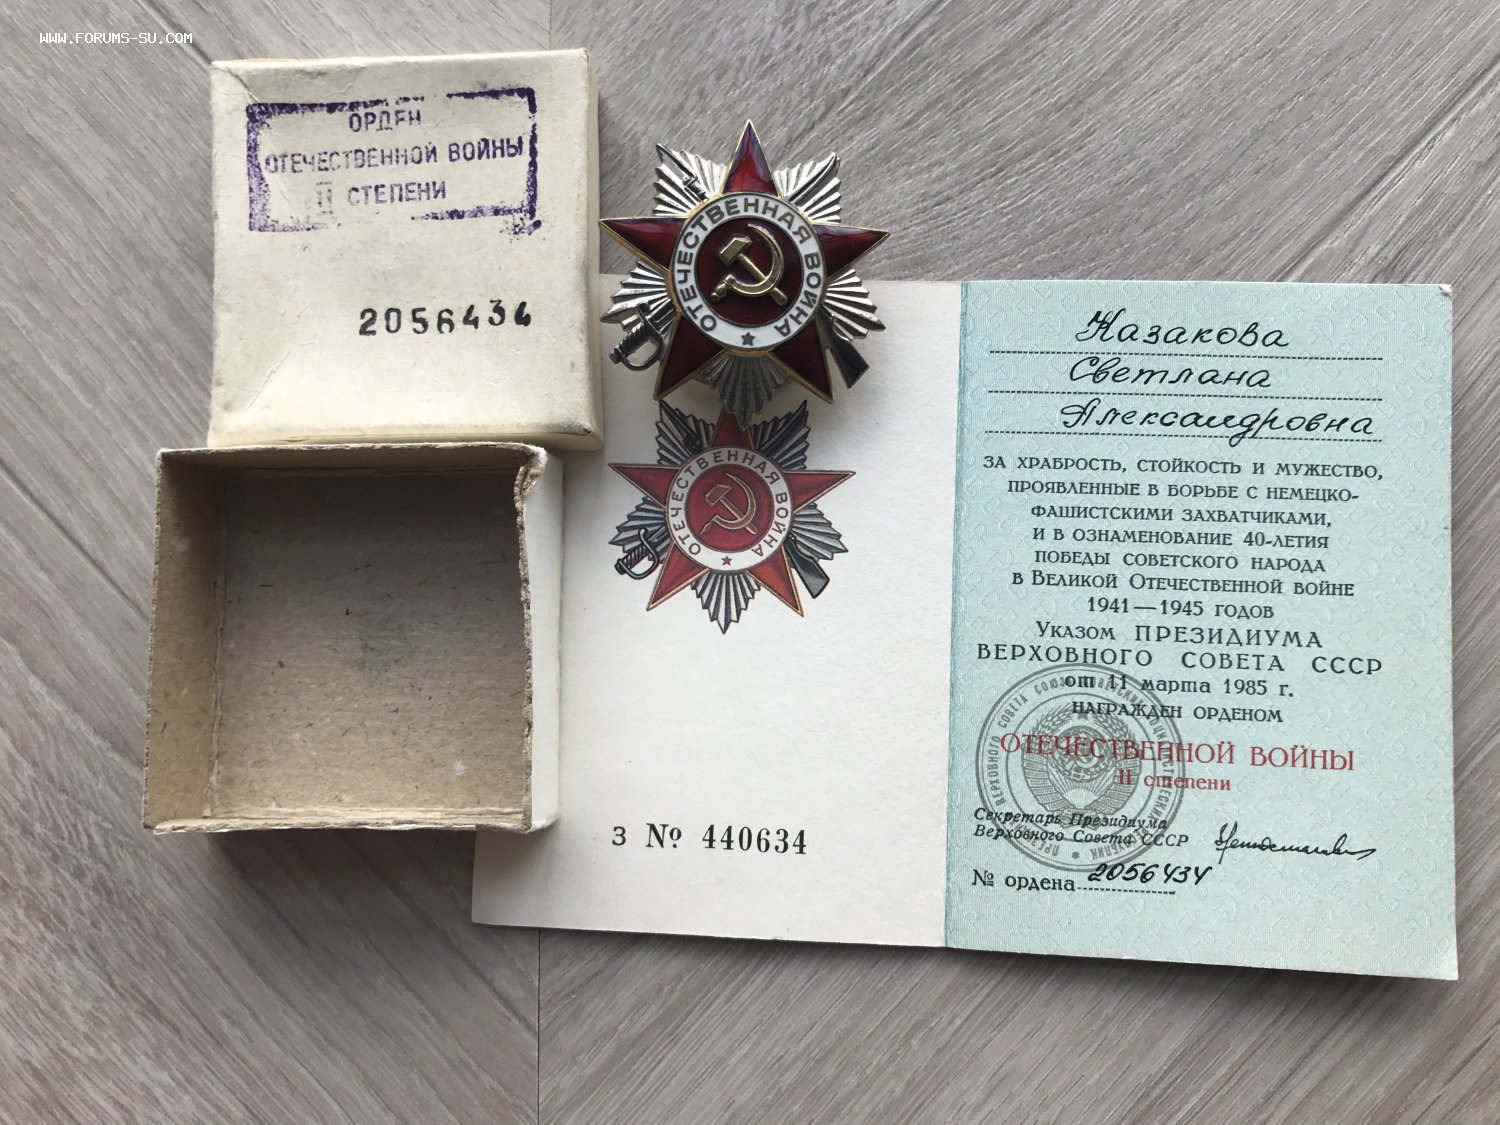 WWW.FORUMS-SU.COM
ОРДЕН
ОТЕЧЕСТВЕННОЙ ВОЙНЫ
II СТЕПЕНИ
2056434
ОТЕЧЕСТВЕННАЯ ВОЙНА
ОТЕЧЕСТВЕННАЯ ВОЙНА
З № 440634
Казакова
Светлана
Александровна
ЗА ХРАБРОСТЬ, СТОЙКОСТЬ И МУЖЕСТВО,
ПРОЯВЛЕННЫЕ В БОРЬБЕ С НЕМЕЦКО-
ФАШИСТСКИМИ ЗАХВАТЧИКАМИ,
И В ОЗНАМЕНОВАНИЕ 40-ЛЕТИЯ
ПОБЕДЫ СОВЕТСКОГО НАРОДА
В ВЕЛИКОЙ ОТЕЧЕСТВЕННОЙ ВОЙНЕ
1941—1945 ГОДОВ
УКАЗОМ ПРЕЗИДИУМА
ВЕРХОВНОГО СОВЕТА СССР
от 11 марта 1985 г.
НАГРАЖДЕН ОРДЕНОМ
ОТЕЧЕСТВЕННОЙ ВОЙНЫ
II степени
Секретарь Президиума
Верховного Совета СССР
№ ордена 2056434